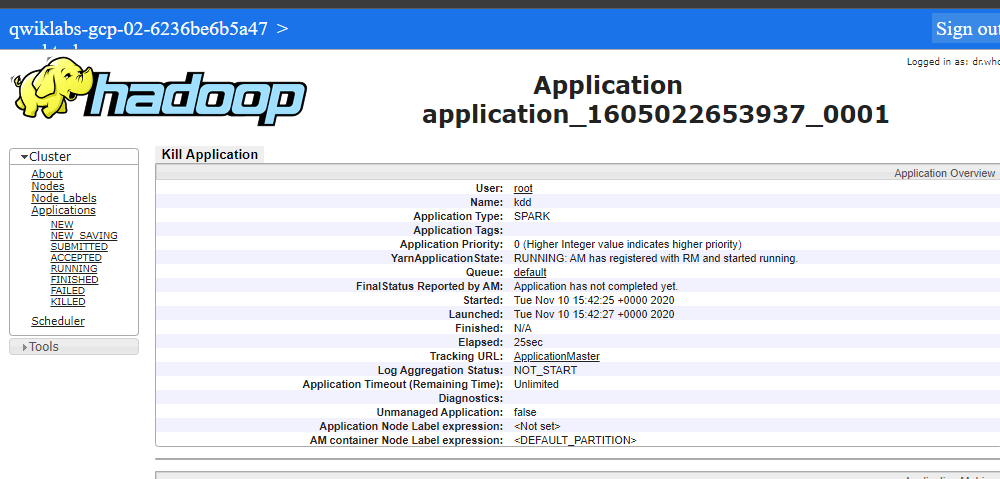 qwiklabs-gcp-02-6236be6b5a47 >
Sign out
Logged in as: dr.who
hadoop
Application
application_1605022653937_0001
Cluster
About
Nodes
Node Labels
Applications
NEW
NEW_SAVING
SUBMITTED
ACCEPTED
RUNNING
FINISHED
FAILED
KILLED
Scheduler
Tools
Kill Application
Application Overview
User: root
Name: kdd
Application Type: SPARK
Application Tags:
Application Priority: 0 (Higher Integer value indicates higher priority)
YarnApplicationState: RUNNING: AM has registered with RM and started running.
Queue: default
FinalStatus Reported by AM: Application has not completed yet.
Started: Tue Nov 10 15:42:25 +0000 2020
Launched: Tue Nov 10 15:42:27 +0000 2020
Finished: N/A
Elapsed: 25sec
Tracking URL: ApplicationMaster
Log Aggregation Status: NOT_START
Application Timeout (Remaining Time): Unlimited
Diagnostics:
Unmanaged Application: false
Application Node Label expression: <Not set>
AM container Node Label expression: <DEFAULT_PARTITION>